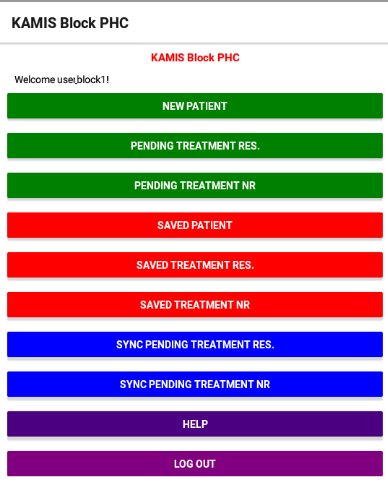 KAMIS Block PHC
KAMIS Block PHC
Welcome user,block1!
NEW PATIENT
PENDING TREATMENT RES.
PENDING TREATMENT NR
SAVED PATIENT
SAVED TREATMENT RES.
SAVED TREATMENT NR
SYNC PENDING TREATMENT RES.
SYNC PENDING TREATMENT NR
HELP
LOG OUT